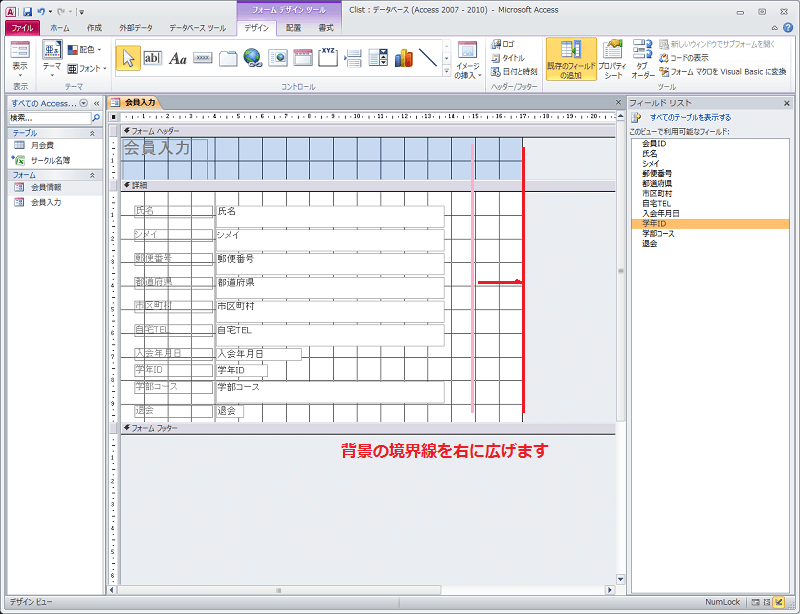 フォーム デザイン ツール
Clist : データベース (Access 2007 - 2010) - Microsoft Access
ファイル ホーム 作成 外部データ データベース ツール デザイン 配置 書式
表示
表示
テーマ
配色
フォント
テーマ
ab|
Aa
xxxx
XYZ
コントロール
イメージの挿入
ロゴ
タイトル
日付と時刻
ヘッダー/フッター
既存のフィールドの追加
プロパティ シート
タブ オーダー
新しいウィンドウでサブフォームを開く
コードの表示
フォーム マクロを Visual Basic に変換
ツール
すべての Access...
検索...
テーブル
月会費
サークル名簿
フォーム
会員情報
会員入力
会員入力
フォーム ヘッダー
会員入力
詳細
氏名 氏名
シメイ シメイ
郵便番号 郵便番号
都道府県 都道府県
市区町村 市区町村
自宅TEL 自宅TEL
入会年月日 入会年月日
学年ID 学年ID
学部コース 学部コース
退会 退会
フォーム フッター
背景の境界線を右に広げます
フィールド リスト
すべてのテーブルを表示する
このビューで利用可能なフィールド:
会員ID
氏名
シメイ
郵便番号
都道府県
市区町村
自宅TEL
入会年月日
学年ID
学部コース
退会
デザイン ビュー
NumLock